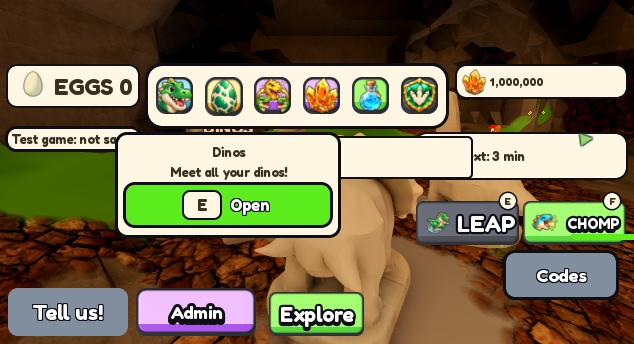 EGGS 0
1,000,000
Test game: not sa
DINOS
Dinos
Meet all your dinos!
E Open
xt: 3 min
E
LEAP
F
CHOMP
Codes
Tell us!
Admin
Explore